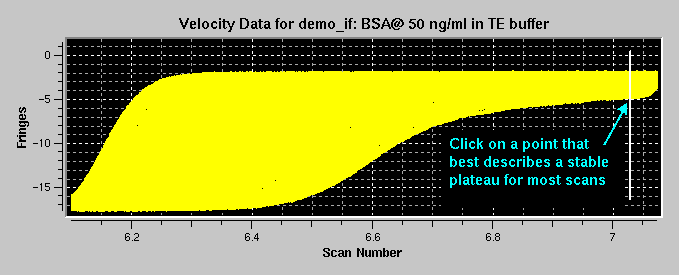 Velocity Data for demo_if: BSA@ 50 ng/ml in TE buffer
Fringes
0
−5
−10
−15
Click on a point that
best describes a stable
plateau for most scans
6.2 6.4 6.6 6.8 7
Scan Number